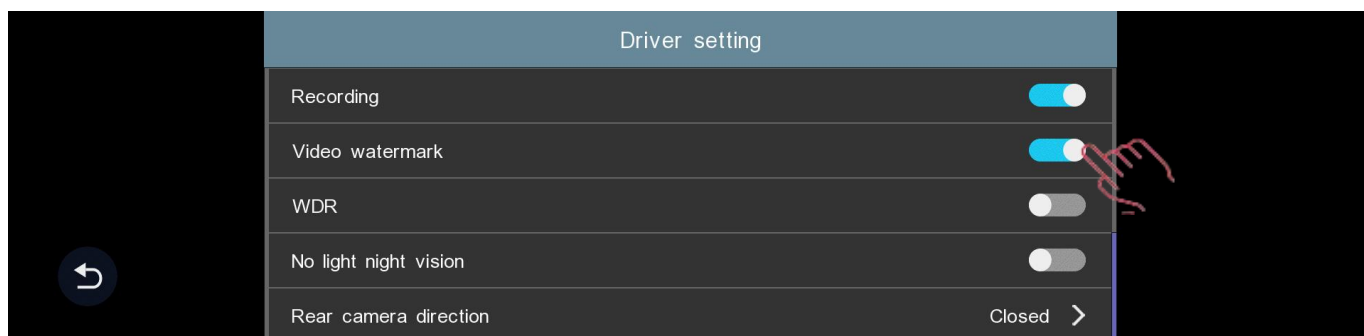 Driver setting
Recording
Video watermark
WDR
No light night vision
Rear camera direction Closed